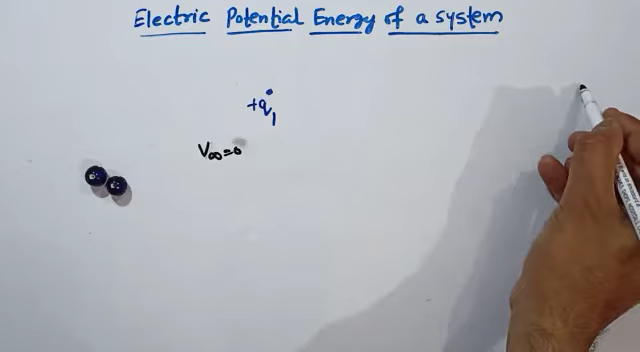 Electric Potential Energy of a system
+q1
V∞=0